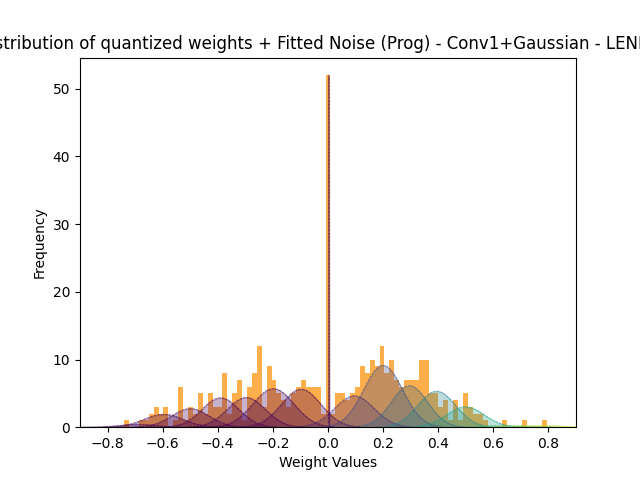 stribution of quantized weights + Fitted Noise (Prog) - Conv1+Gaussian - LEN
Frequency
50
40
30
20
10
0
−0.8 −0.6 −0.4 −0.2 0.0 0.2 0.4 0.6 0.8
Weight Values